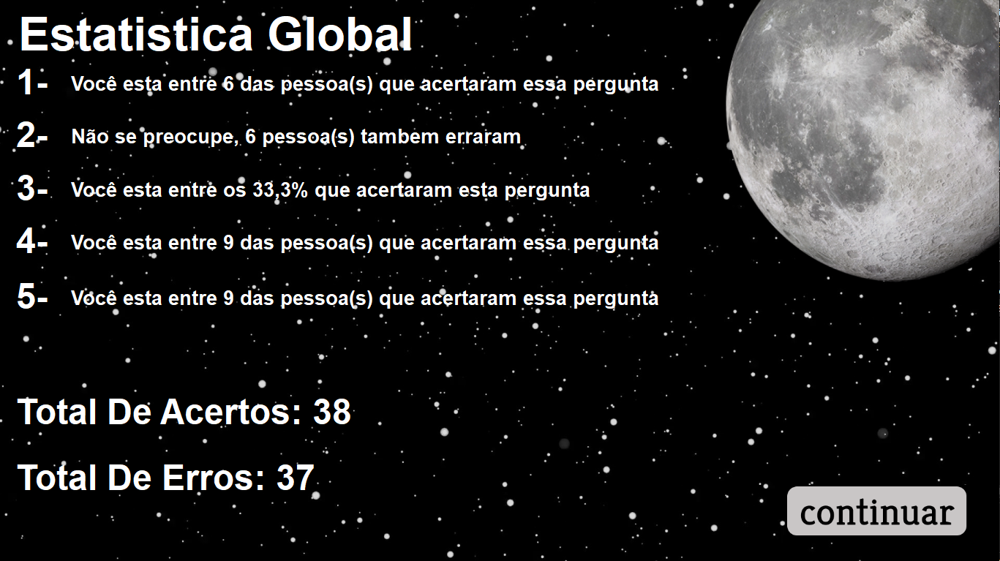 Estatistica Global
1- Você esta entre 6 das pessoa(s) que acertaram essa pergunta
2- Não se preocupe, 6 pessoa(s) tambem erraram
3- Você esta entre os 33,3% que acertaram esta pergunta
4- Você esta entre 9 das pessoa(s) que acertaram essa pergunta
5- Você esta entre 9 das pessoa(s) que acertaram essa pergunta
Total De Acertos: 38
Total De Erros: 37
continuar